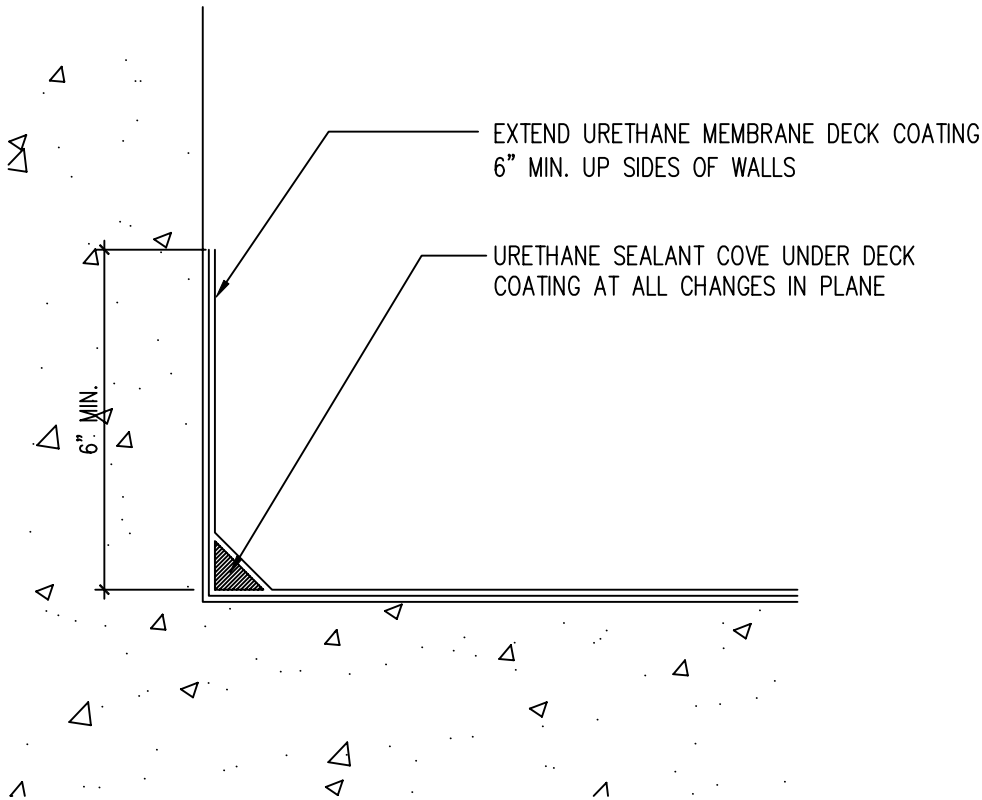 EXTEND URETHANE MEMBRANE DECK COATING
6" MIN. UP SIDES OF WALLS
URETHANE SEALANT COVE UNDER DECK
COATING AT ALL CHANGES IN PLANE
6" MIN.